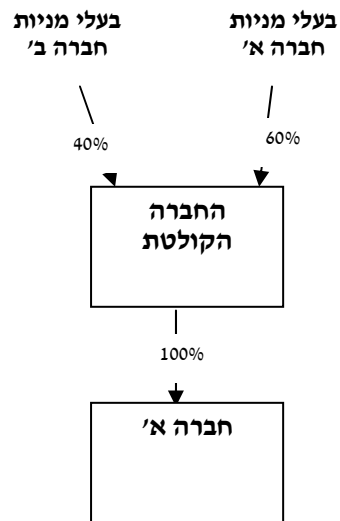 בעלי מניות
חברה א'
בעלי מניות
חברה ב'
60%
40%
החברה
הקולטת
100%
חברה א'